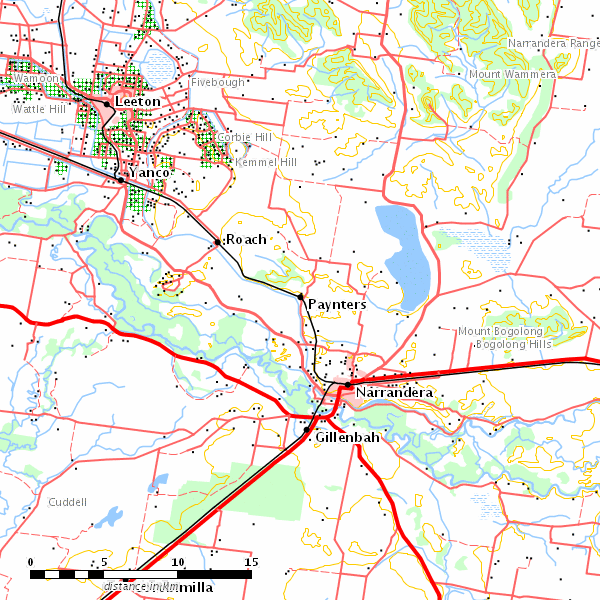 Narrandera Range
Mount Wammera
Wamoon
Fivebough
Leeton
Wattle Hill
Corbie Hill
Kemmel Hill
Yanco
Roach
Paynters
Mount Bogolong
Bogolong Hills
Narrandera
Gillenbah
Cuddell
0 5 10 15
distance in km